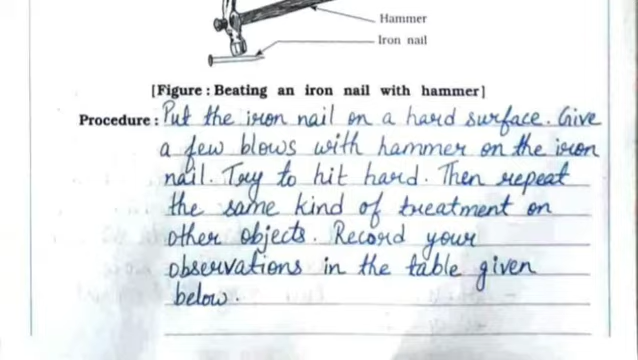 Hammer
Iron nail
[Figure : Beating an iron nail with hammer]
Procedure : Put the iron nail on a hard surface. Give
a few blows with hammer on the iron
nail. Try to hit hard. Then repeat
the same kind of treatment on
other objects. Record your
observations in the table given
below.